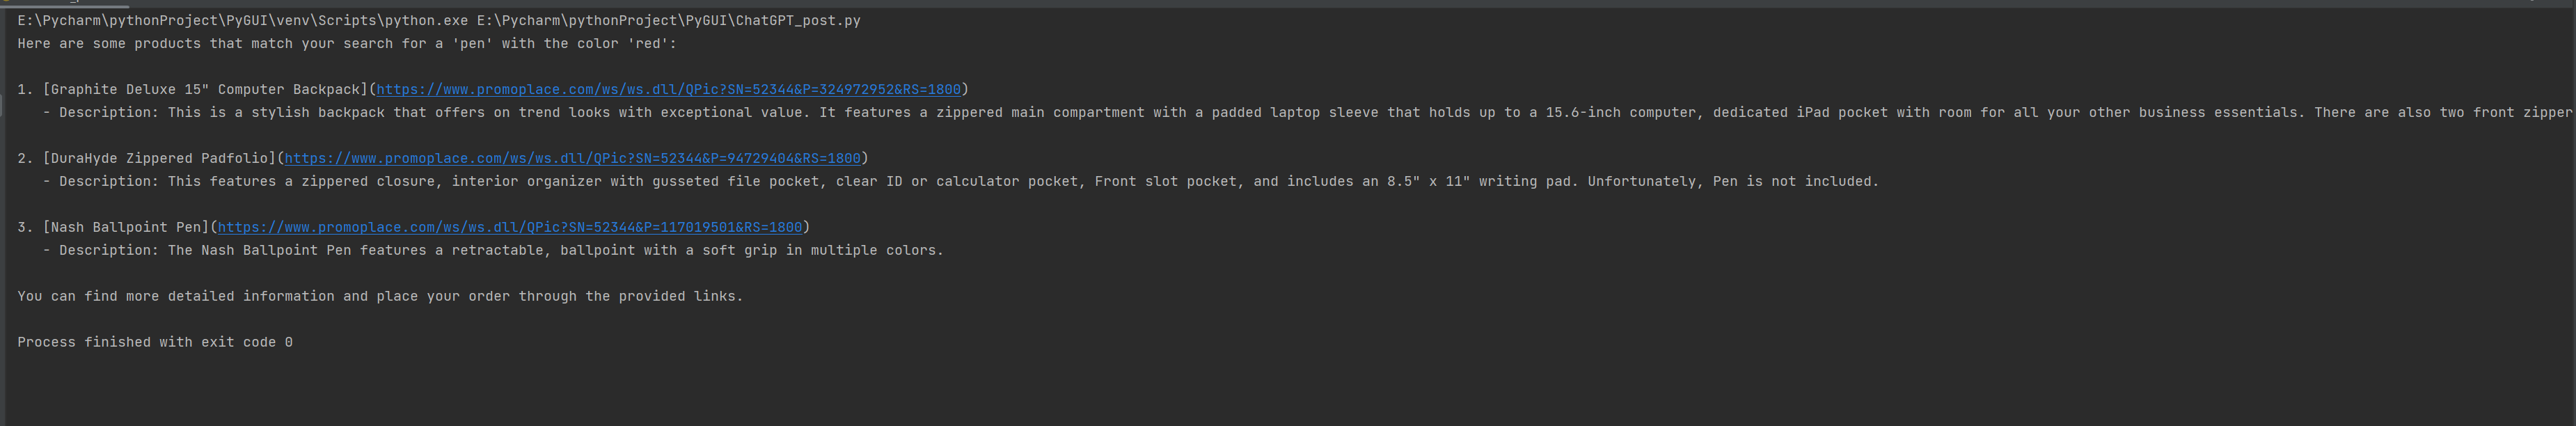 E:\Pycharm\pythonProject\PyGUI\venv\Scripts\python.exe E:\Pycharm\pythonProject\PyGUI\ChatGPT_post.py
Here are some products that match your search for a 'pen' with the color 'red':
1. [Graphite Deluxe 15" Computer Backpack](https://www.promoplace.com/ws/ws.dll/QPic?SN=52344&P=324972952&RS=1800)
- Description: This is a stylish backpack that offers on trend looks with exceptional value. It features a zippered main compartment with a padded laptop sleeve that holds up to a 15.6-inch computer, dedicated iPad pocket with room for all your other business essentials. There are also two front zipper
2. [DuraHyde Zippered Padfolio](https://www.promoplace.com/ws/ws.dll/QPic?SN=52344&P=94729404&RS=1800)
- Description: This features a zippered closure, interior organizer with gusseted file pocket, clear ID or calculator pocket, Front slot pocket, and includes an 8.5" x 11" writing pad. Unfortunately, Pen is not included.
3. [Nash Ballpoint Pen](https://www.promoplace.com/ws/ws.dll/QPic?SN=52344&P=117019501&RS=1800)
- Description: The Nash Ballpoint Pen features a retractable, ballpoint with a soft grip in multiple colors.
You can find more detailed information and place your order through the provided links.
Process finished with exit code 0